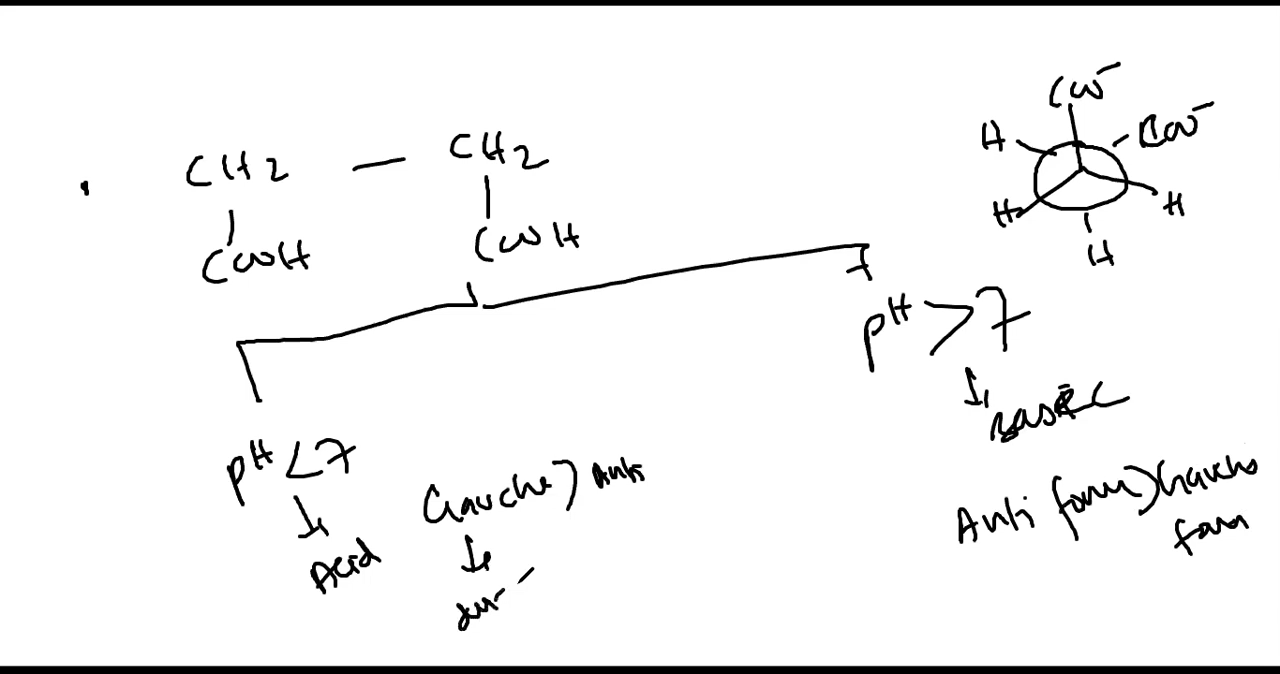 CH2 — CH2
COOH COOH
COO-
H COO-
H H
H
pH > 7
Basic
pH < 7
Acid
Gauche > Anti
Anti form > Gauche
form